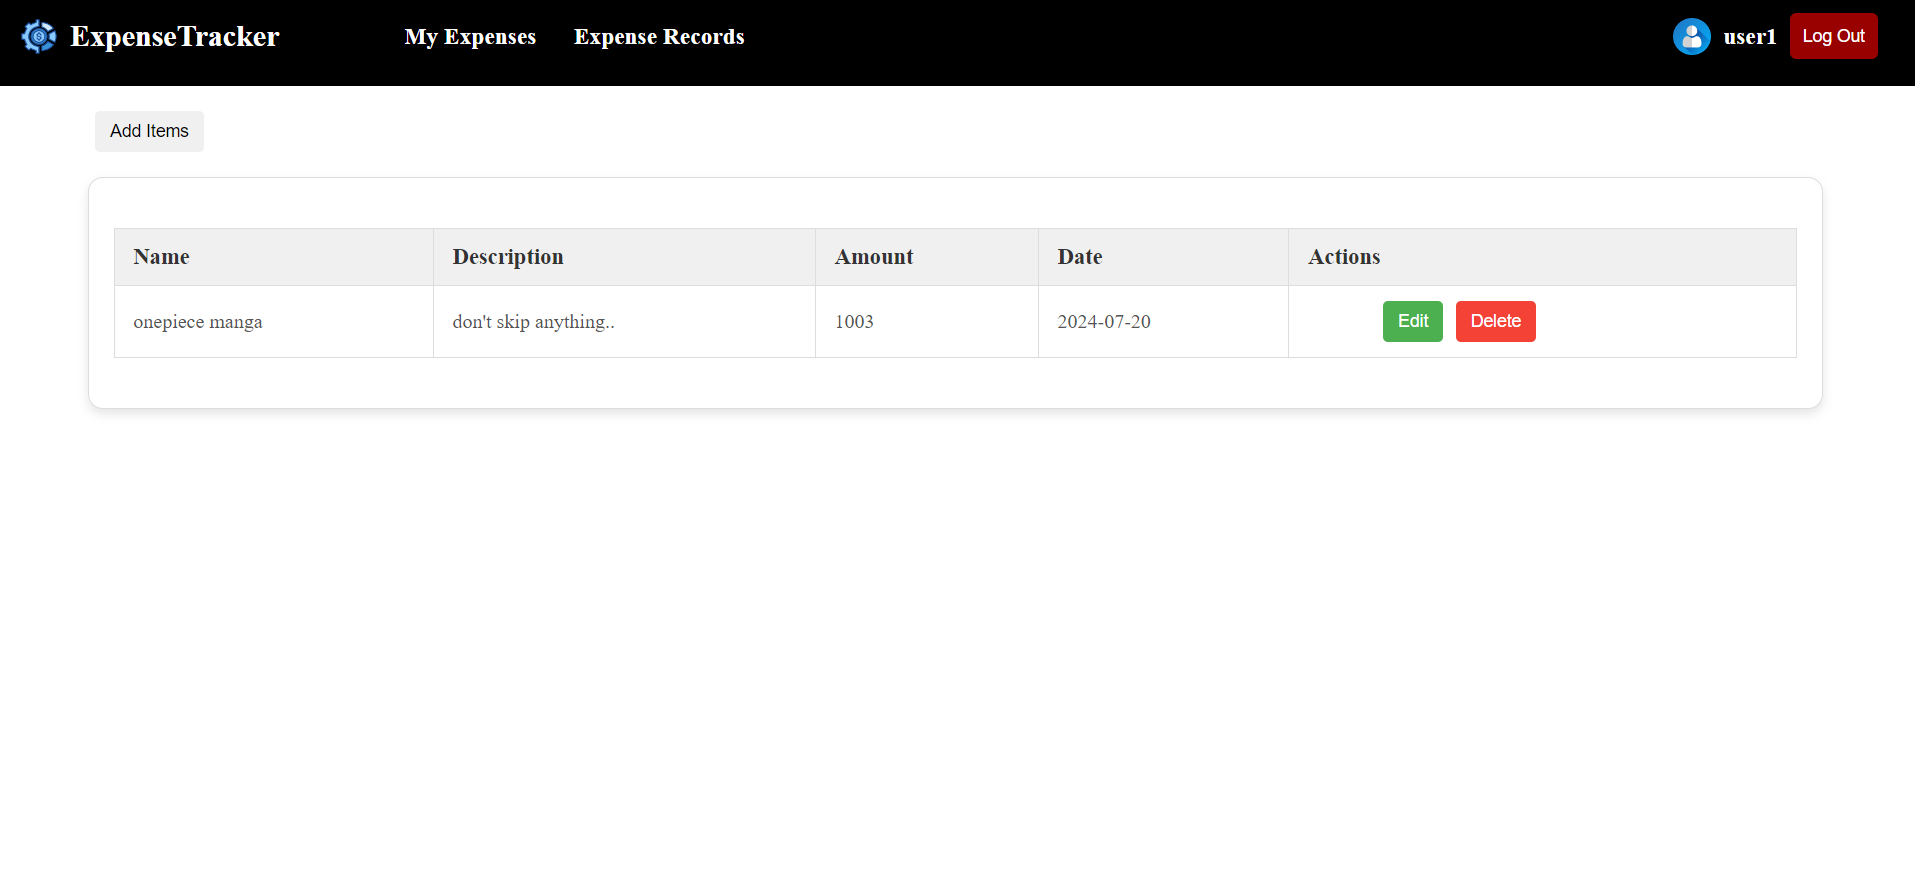 ExpenseTracker My Expenses Expense Records user1 Log Out
Add Items
Name Description Amount Date Actions
onepiece manga don't skip anything.. 1003 2024-07-20 Edit Delete